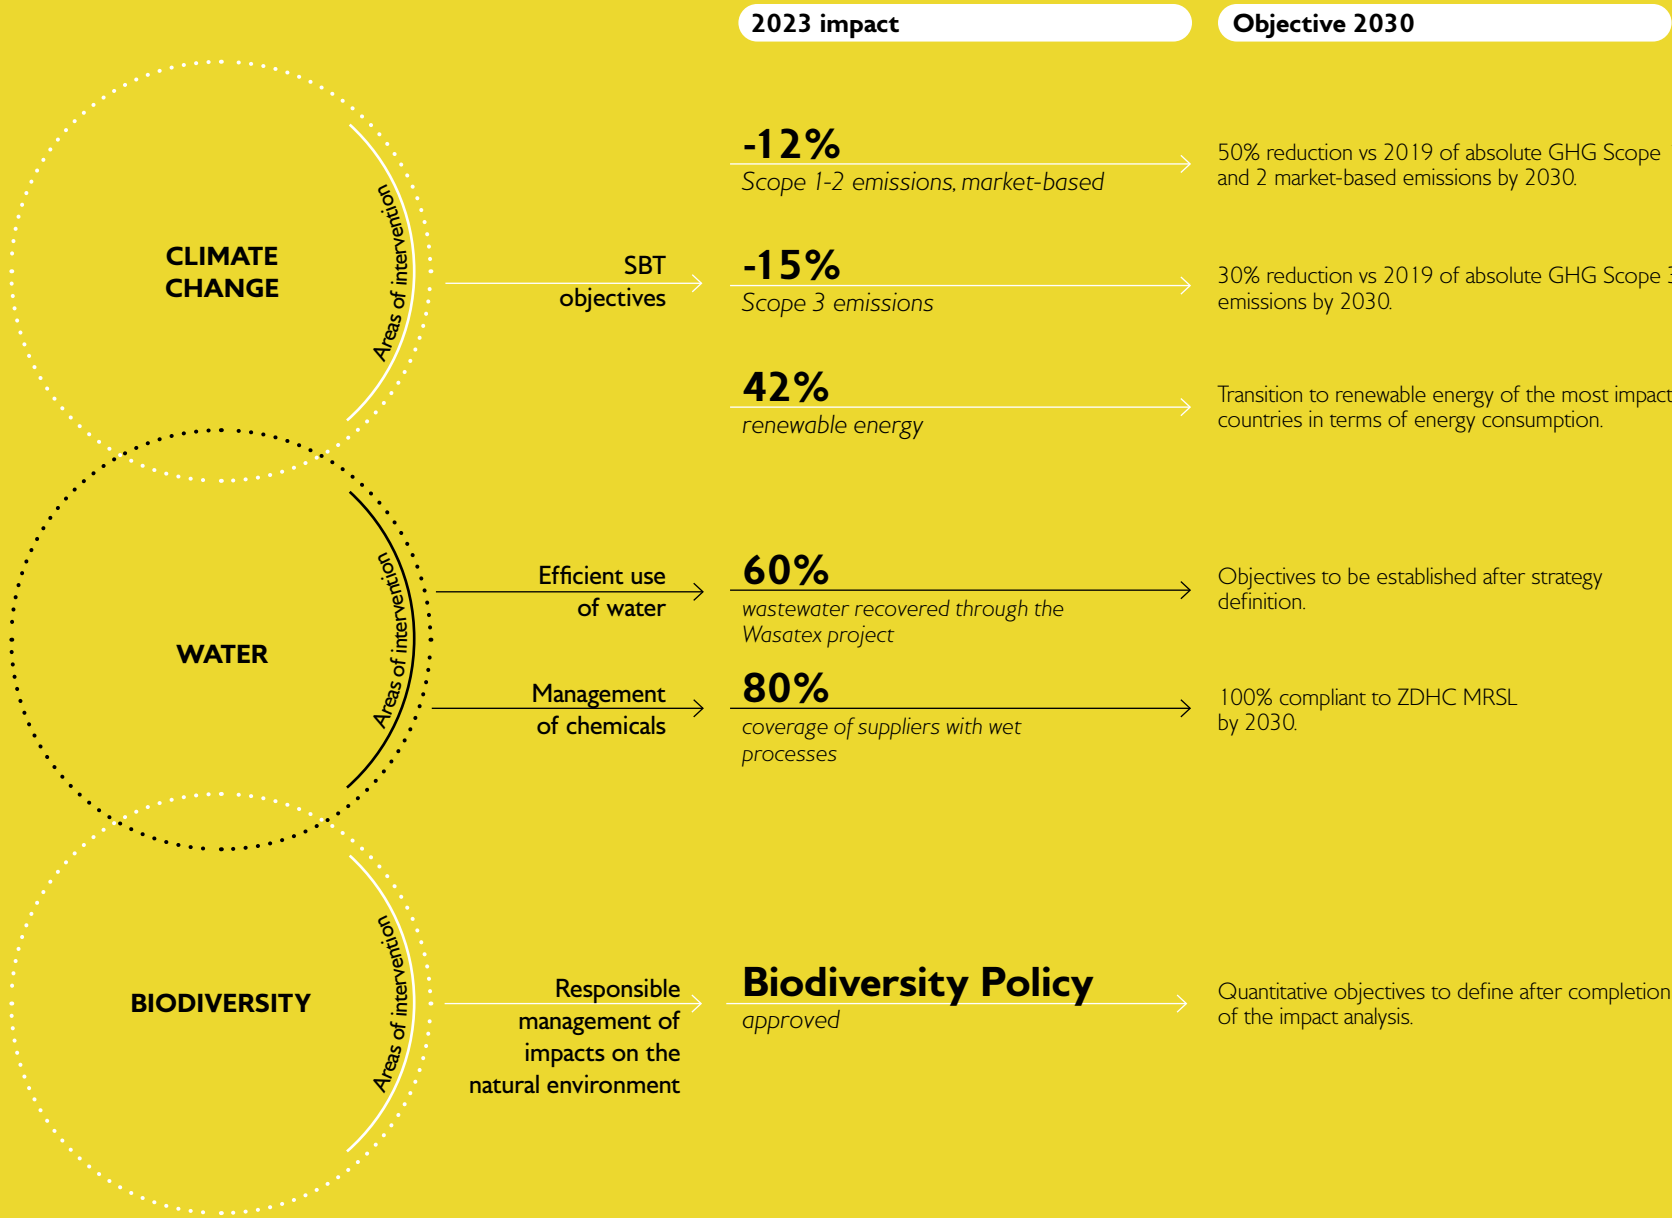 2023 impact
Objective 2030
CLIMATE
CHANGE
Areas of intervention
SBT
objectives
-12%
Scope 1-2 emissions, market-based
50% reduction vs 2019 of absolute GHG Scope
and 2 market-based emissions by 2030.
-15%
Scope 3 emissions
30% reduction vs 2019 of absolute GHG Scope 3
emissions by 2030.
42%
renewable energy
Transition to renewable energy of the most impact
countries in terms of energy consumption.
WATER
Areas of intervention
Efficient use
of water
60%
wastewater recovered through the
Wasatex project
Objectives to be established after strategy
definition.
Management
of chemicals
80%
coverage of suppliers with wet
processes
100% compliant to ZDHC MRSL
by 2030.
BIODIVERSITY
Areas of intervention
Responsible
management of
impacts on the
natural environment
Biodiversity Policy
approved
Quantitative objectives to define after completion
of the impact analysis.